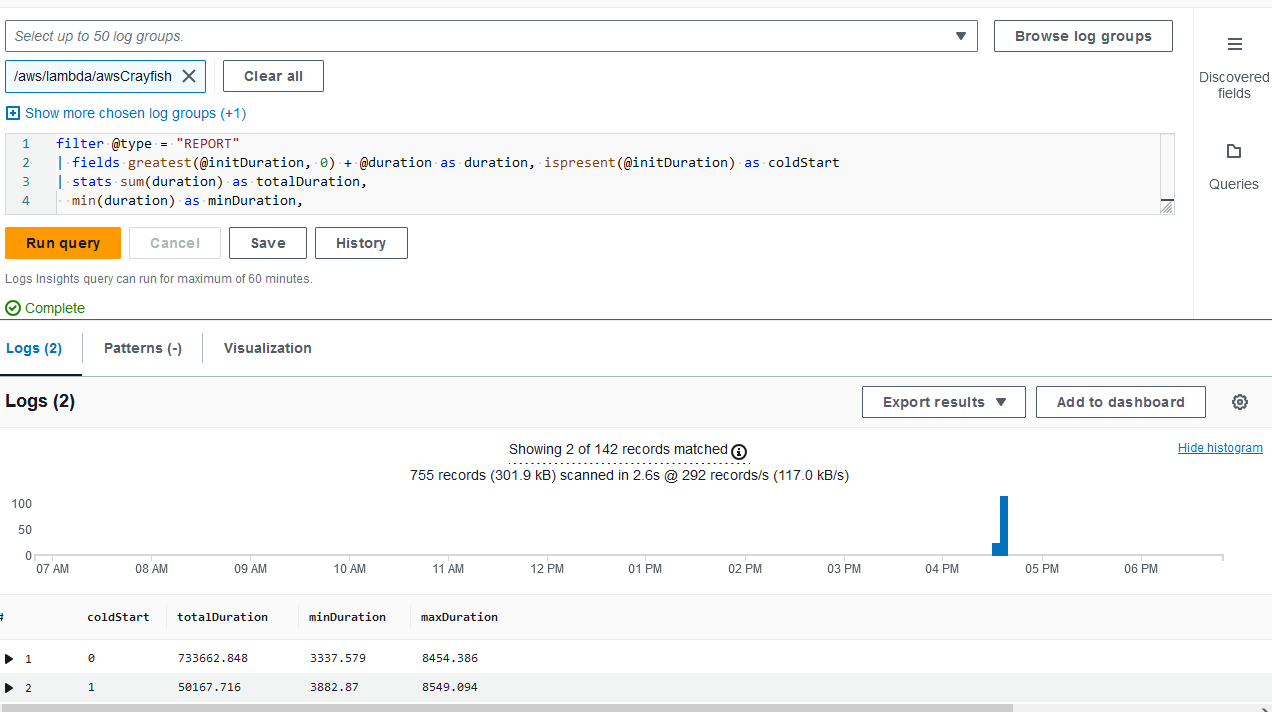 Select up to 50 log groups.
Browse log groups
/aws/lambda/awsCrayfish
Clear all
Show more chosen log groups (+1)
Discovered
fields
Queries
1 filter @type = "REPORT"
2 | fields greatest(@initDuration, 0) + @duration as duration, ispresent(@initDuration) as coldStart
3 | stats sum(duration) as totalDuration,
4 min(duration) as minDuration,
Run query
Cancel
Save
History
Logs Insights query can run for maximum of 60 minutes.
Complete
Logs (2)
Patterns (-)
Visualization
Logs (2)
Export results
Add to dashboard
Showing 2 of 142 records matched
Hide histogram
755 records (301.9 kB) scanned in 2.6s @ 292 records/s (117.0 kB/s)
100
50
0
07 AM 08 AM 09 AM 10 AM 11 AM 12 PM 01 PM 02 PM 03 PM 04 PM 05 PM 06 PM
# coldStart totalDuration minDuration maxDuration
1 0 733662.848 3337.579 8454.386
2 1 50167.716 3882.87 8549.094